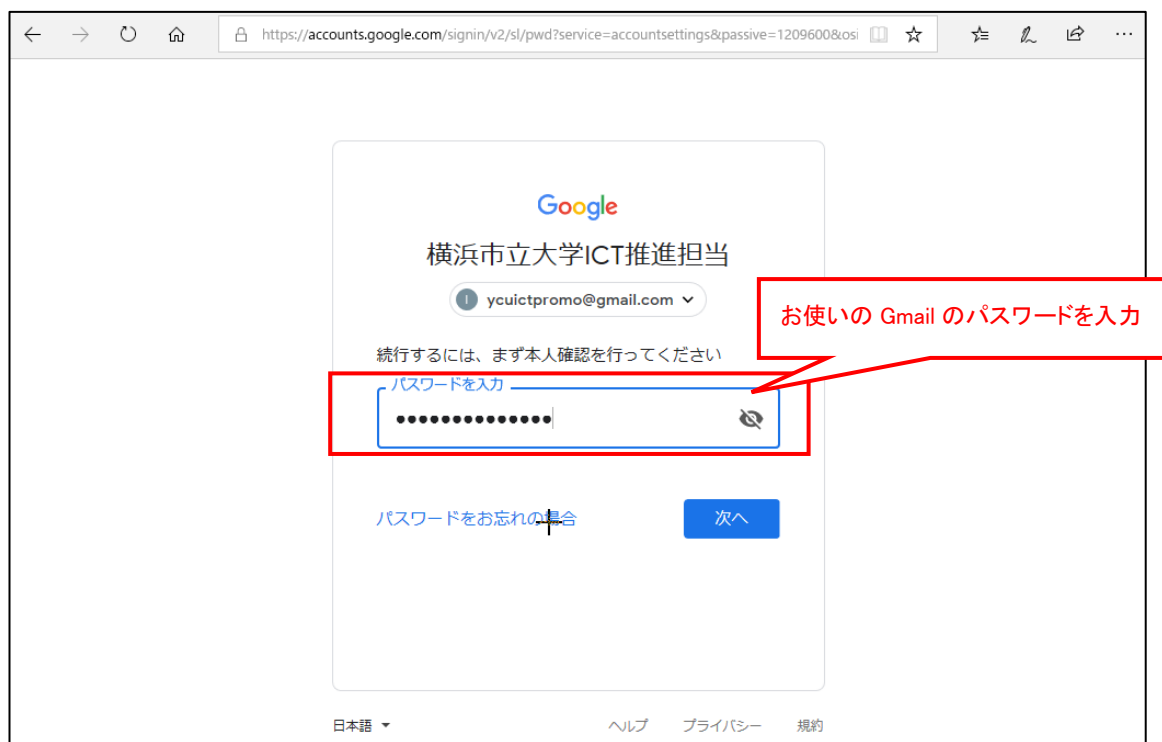 https://accounts.google.com/signin/v2/sl/pwd?service=accountsettings&passive=1209600&osi
Google
横浜市立大学ICT推進担当
I ycuictpromo@gmail.com
お使いの Gmail のパスワードを入力
続行するには、まず本人確認を行ってください
パスワードを入力
••••••••••••••
パスワードをお忘れの場合
次へ
日本語 ヘルプ プライバシー 規約